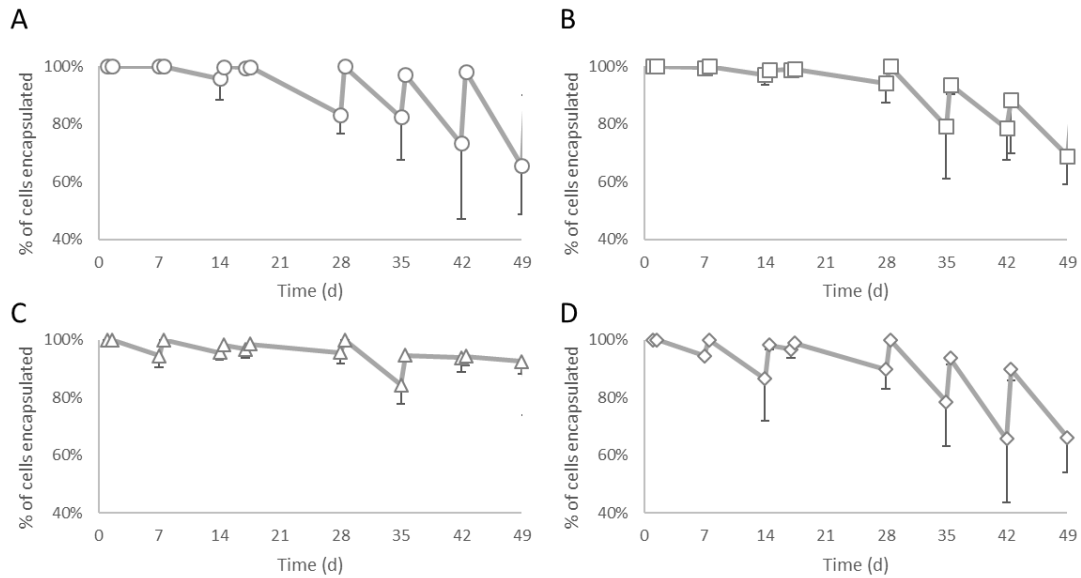 A
B
% of cells encapsulated
100%
80%
60%
40%
0 7 14 21 28 35 42 49
Time (d)
% of cells encapsulated
100%
80%
60%
40%
0 7 14 21 28 35 42 49
Time (d)
C
D
% of cells encapsulated
100%
80%
60%
40%
0 7 14 21 28 35 42 49
Time (d)
% of cells encapsulated
100%
80%
60%
40%
0 7 14 21 28 35 42 49
Time (d)